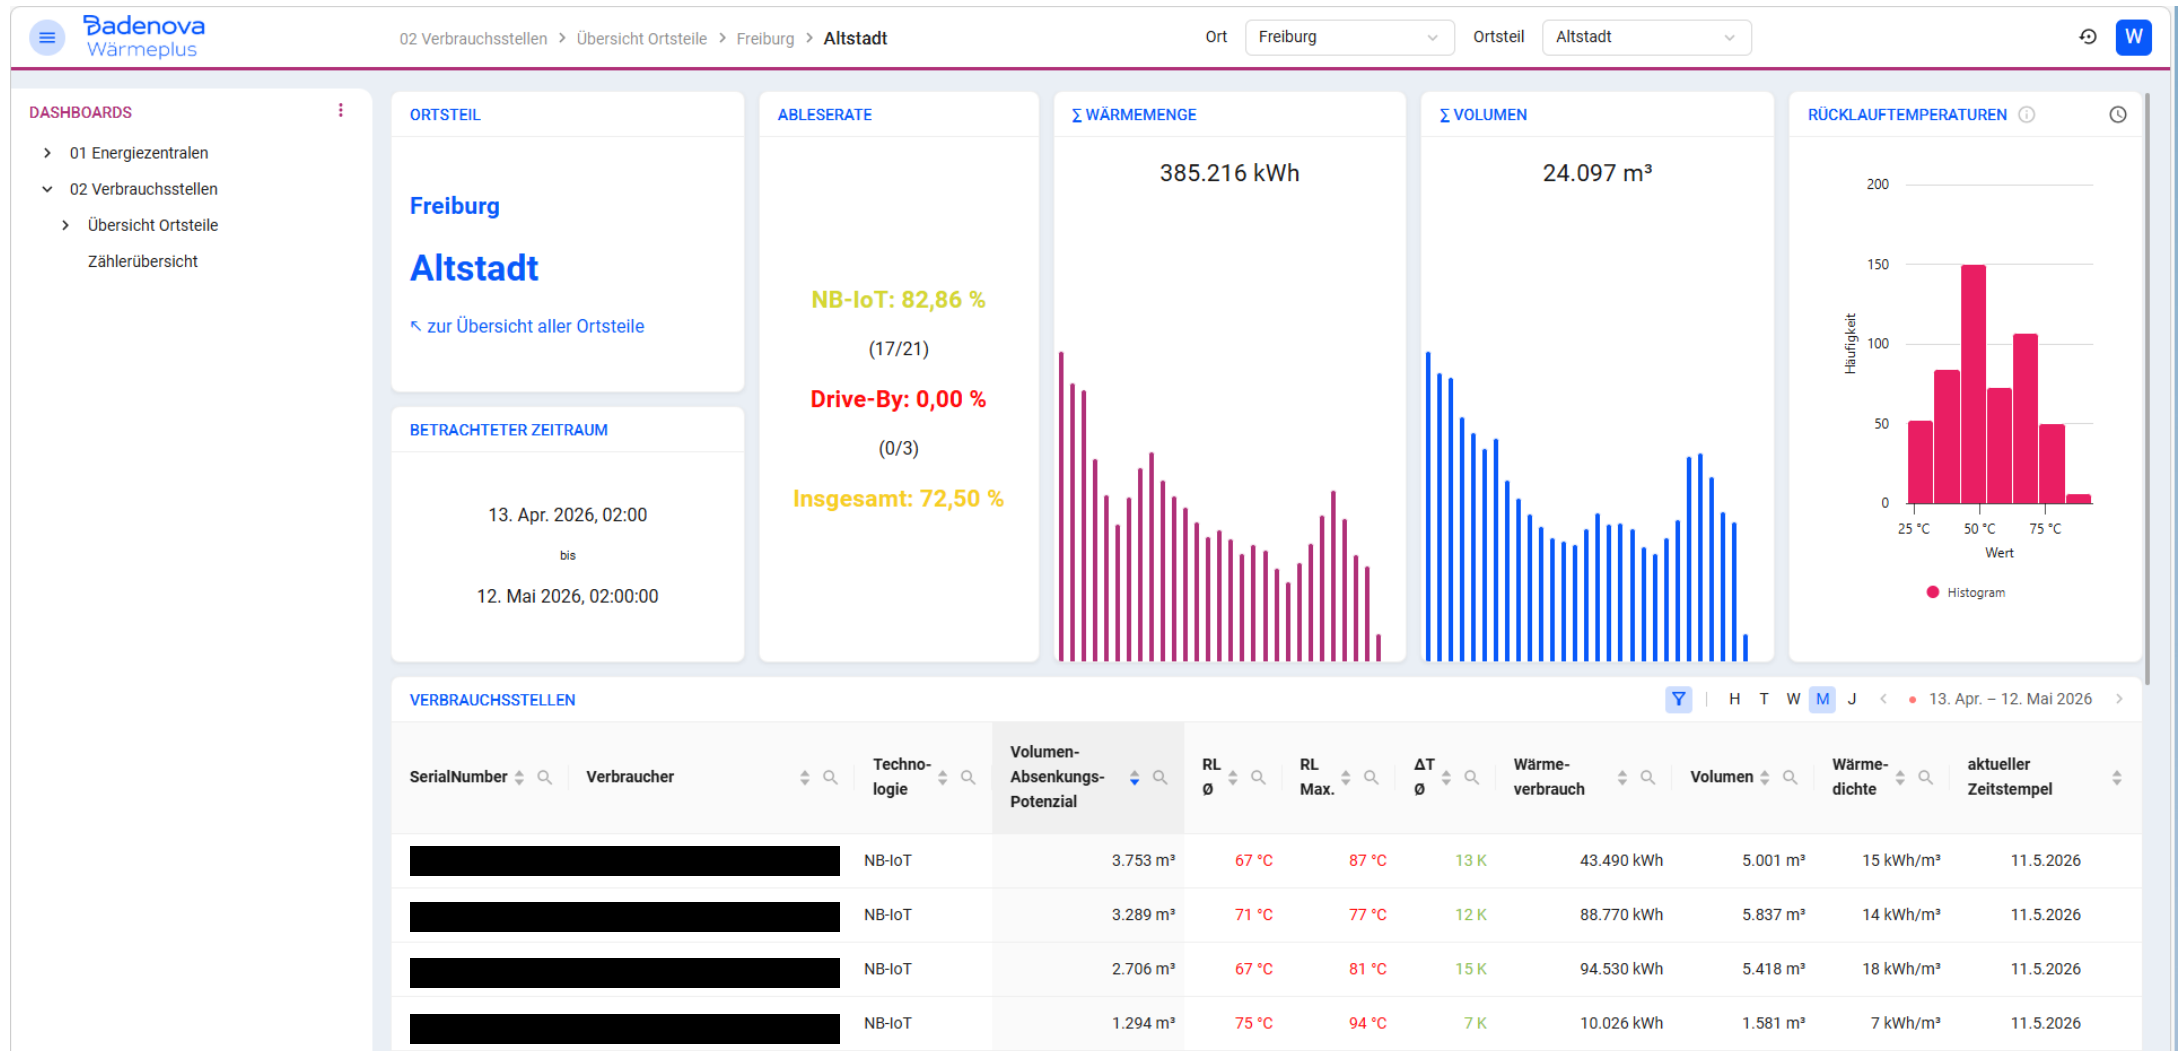 Badenova
Wärmeplus
02 Verbrauchsstellen > Übersicht Ortsteile > Freiburg > Altstadt
Ort Freiburg Ortsteil Altstadt
W
DASHBOARDS
01 Energiezentralen
02 Verbrauchsstellen
Übersicht Ortsteile
Zählerübersicht
ORTSTEIL
Freiburg
Altstadt
↖ zur Übersicht aller Ortsteile
BETRACHTETER ZEITRAUM
13. Apr. 2026, 02:00
bis
12. Mai 2026, 02:00:00
ABLESERATE
NB-IoT: 82,86 %
(17/21)
Drive-By: 0,00 %
(0/3)
Insgesamt: 72,50 %
∑ WÄRMEMENGE
385.216 kWh
∑ VOLUMEN
24.097 m³
RÜCKLAUFTEMPERATUREN
200
150
100
50
0
Häufigkeit
25 °C 50 °C 75 °C
Wert
Histogram
VERBRAUCHSSTELLEN
H T W M J < 13. Apr. – 12. Mai 2026 >
SerialNumber
Verbraucher
Techno-
logie
Volumen-
Absenkungs-
Potenzial
RL
Ø
RL
Max.
ΔT
Ø
Wärme-
verbrauch
Volumen
Wärme-
dichte
aktueller
Zeitstempel
NB-IoT 3.753 m³ 67 °C 87 °C 13 K 43.490 kWh 5.001 m³ 15 kWh/m³ 11.5.2026
NB-IoT 3.289 m³ 71 °C 77 °C 12 K 88.770 kWh 5.837 m³ 14 kWh/m³ 11.5.2026
NB-IoT 2.706 m³ 67 °C 81 °C 15 K 94.530 kWh 5.418 m³ 18 kWh/m³ 11.5.2026
NB-IoT 1.294 m³ 75 °C 94 °C 7 K 10.026 kWh 1.581 m³ 7 kWh/m³ 11.5.2026